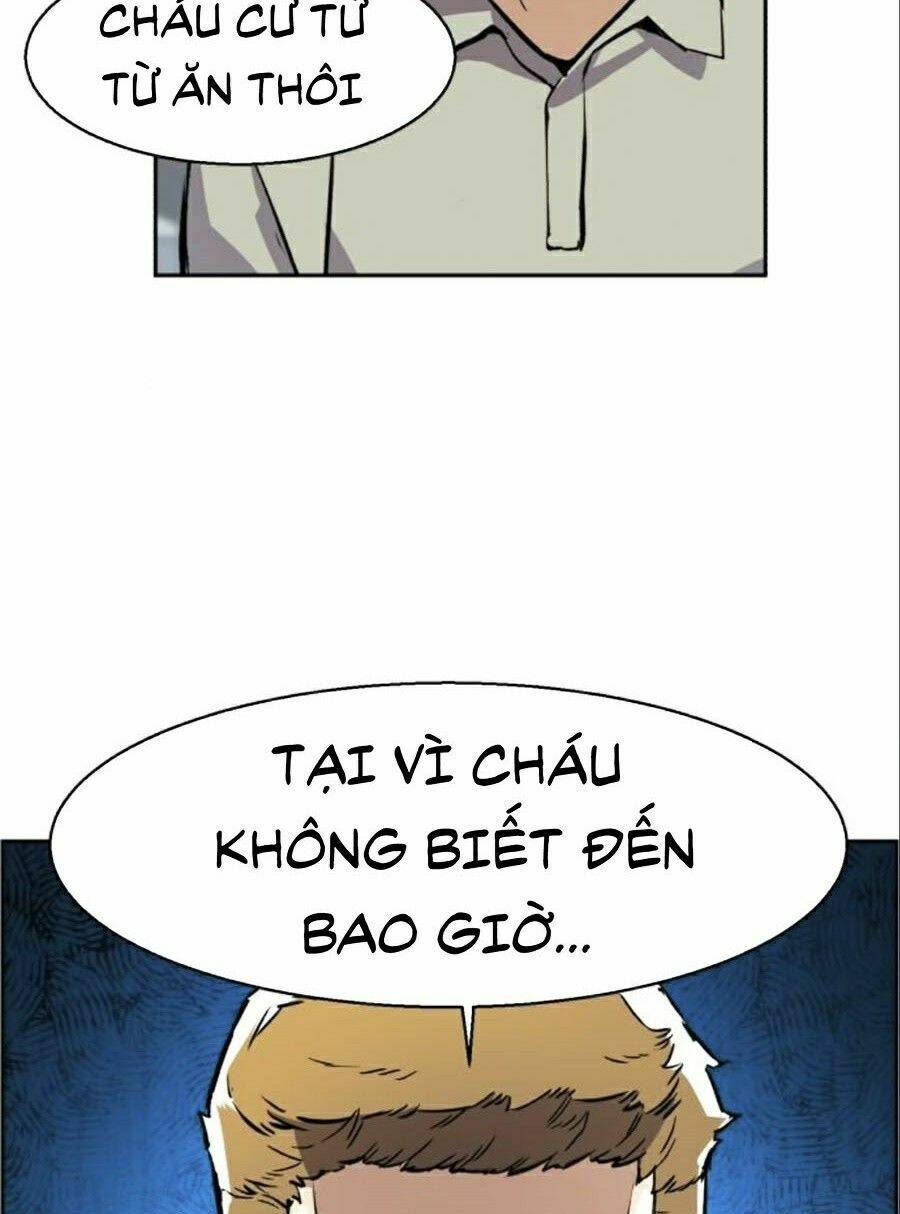 CHÁU CỨ TỪ
TỪ ĂN THÔI
TẠI VÌ CHÁU
KHÔNG BIẾT ĐẾN
BAO GIỜ...